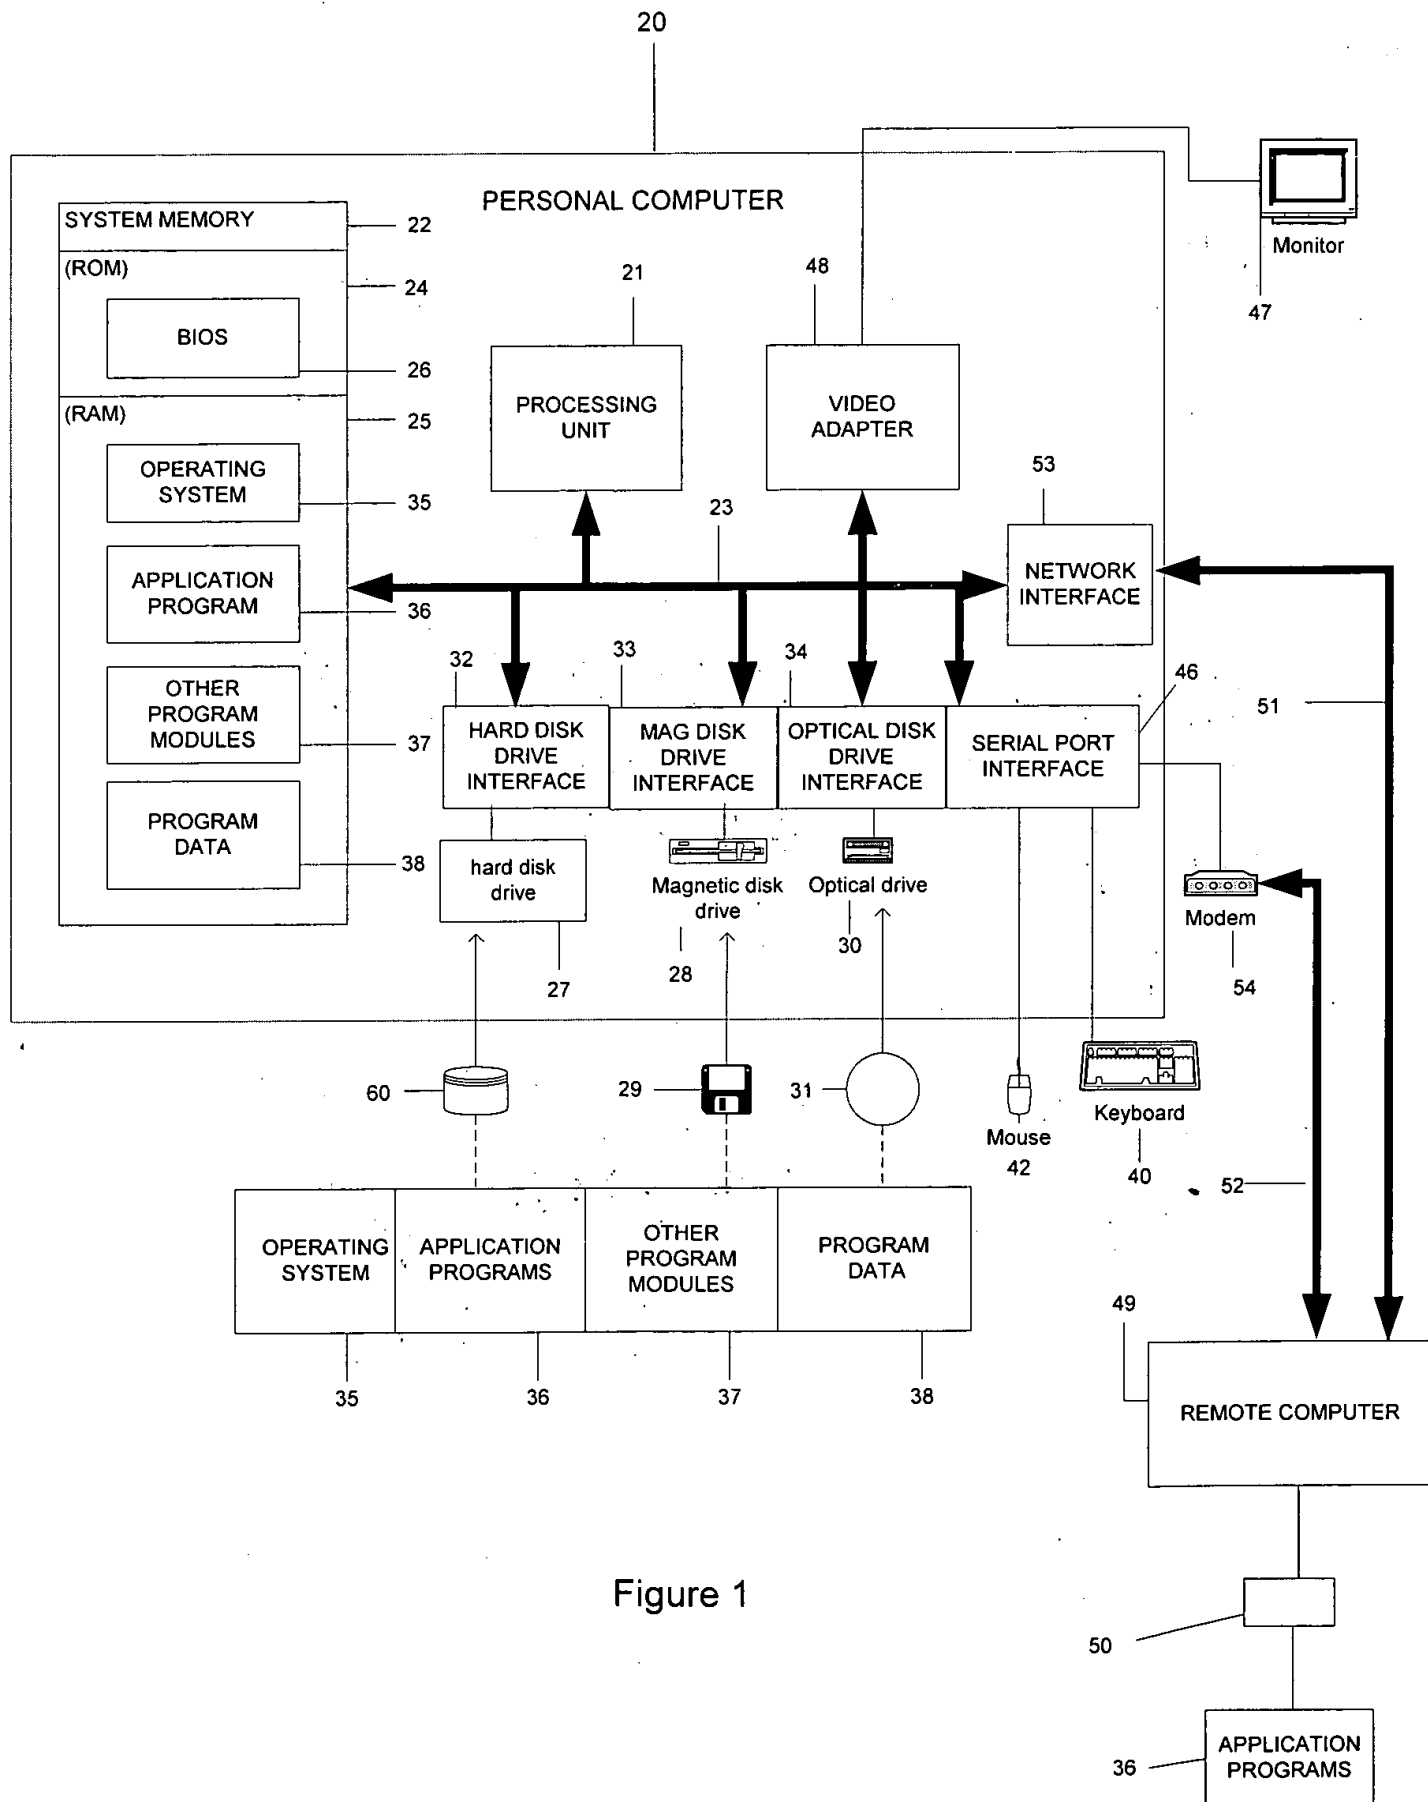 20
PERSONAL COMPUTER
SYSTEM MEMORY
22
(ROM)
24
BIOS
26
(RAM)
25
OPERATING
SYSTEM
35
APPLICATION
PROGRAM
36
OTHER
PROGRAM
MODULES
37
PROGRAM
DATA
38
21
PROCESSING
UNIT
48
VIDEO
ADAPTER
Monitor
47
23
53
NETWORK
INTERFACE
32
HARD DISK
DRIVE
INTERFACE
33
MAG DISK
DRIVE
INTERFACE
34
OPTICAL DISK
DRIVE
INTERFACE
46
SERIAL PORT
INTERFACE
51
hard disk
drive
27
Magnetic disk
drive
28
Optical drive
30
Modem
54
60
29
31
Mouse
42
Keyboard
40
52
OPERATING
SYSTEM
APPLICATION
PROGRAMS
OTHER
PROGRAM
MODULES
PROGRAM
DATA
35
36
37
38
49
REMOTE COMPUTER
Figure 1
50
36
APPLICATION
PROGRAMS